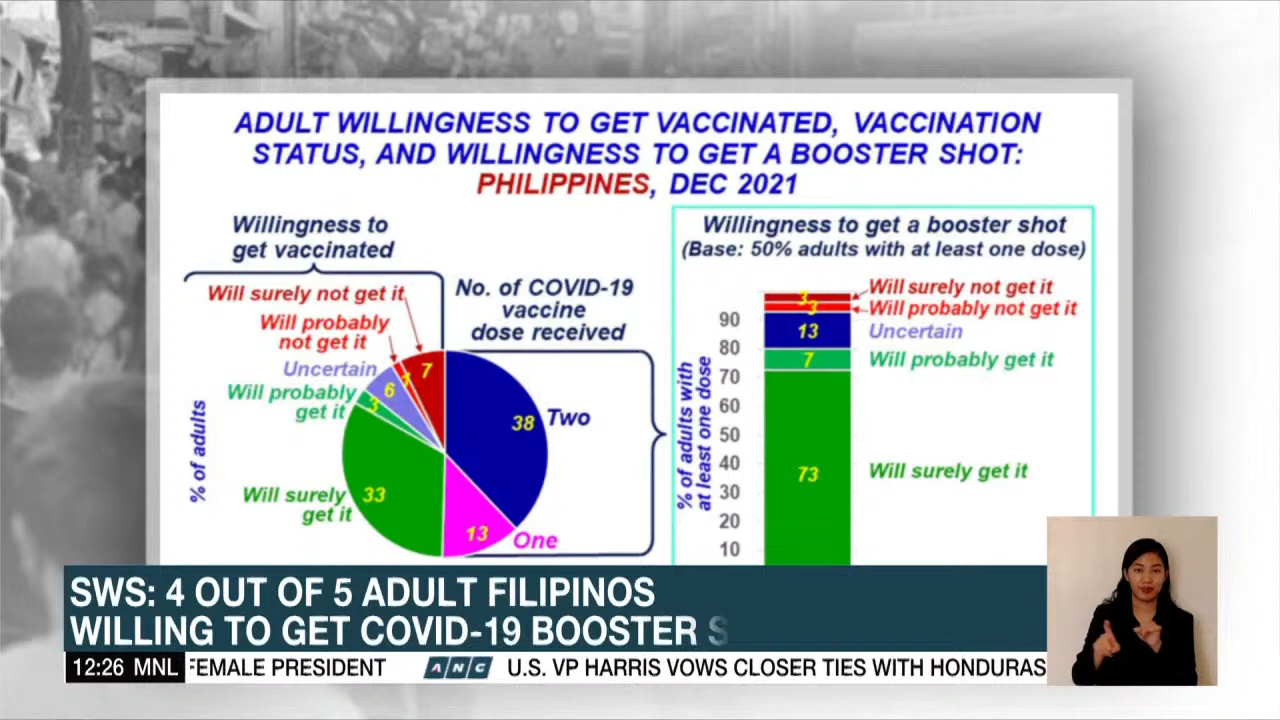 ADULT WILLINGNESS TO GET VACCINATED, VACCINATION
STATUS, AND WILLINGNESS TO GET A BOOSTER SHOT:
PHILIPPINES, DEC 2021
Willingness to
get vaccinated
Will surely not get it
Will probably
not get it
Uncertain
Will probably
get it
Will surely
get it
% of adults
No. of COVID-19
vaccine
dose received
7
6
3
33
38
Two
13
One
Willingness to get a booster shot
(Base: 50% adults with at least one dose)
% of adults with
at least one dose
90
80
70
60
50
40
30
20
10
3
3
13
7
73
Will surely not get it
Will probably not get it
Uncertain
Will probably get it
Will surely get it
SWS: 4 OUT OF 5 ADULT FILIPINOS
WILLING TO GET COVID-19 BOOSTER S
12:26 MNL FEMALE PRESIDENT ANC U.S. VP HARRIS VOWS CLOSER TIES WITH HONDURAS